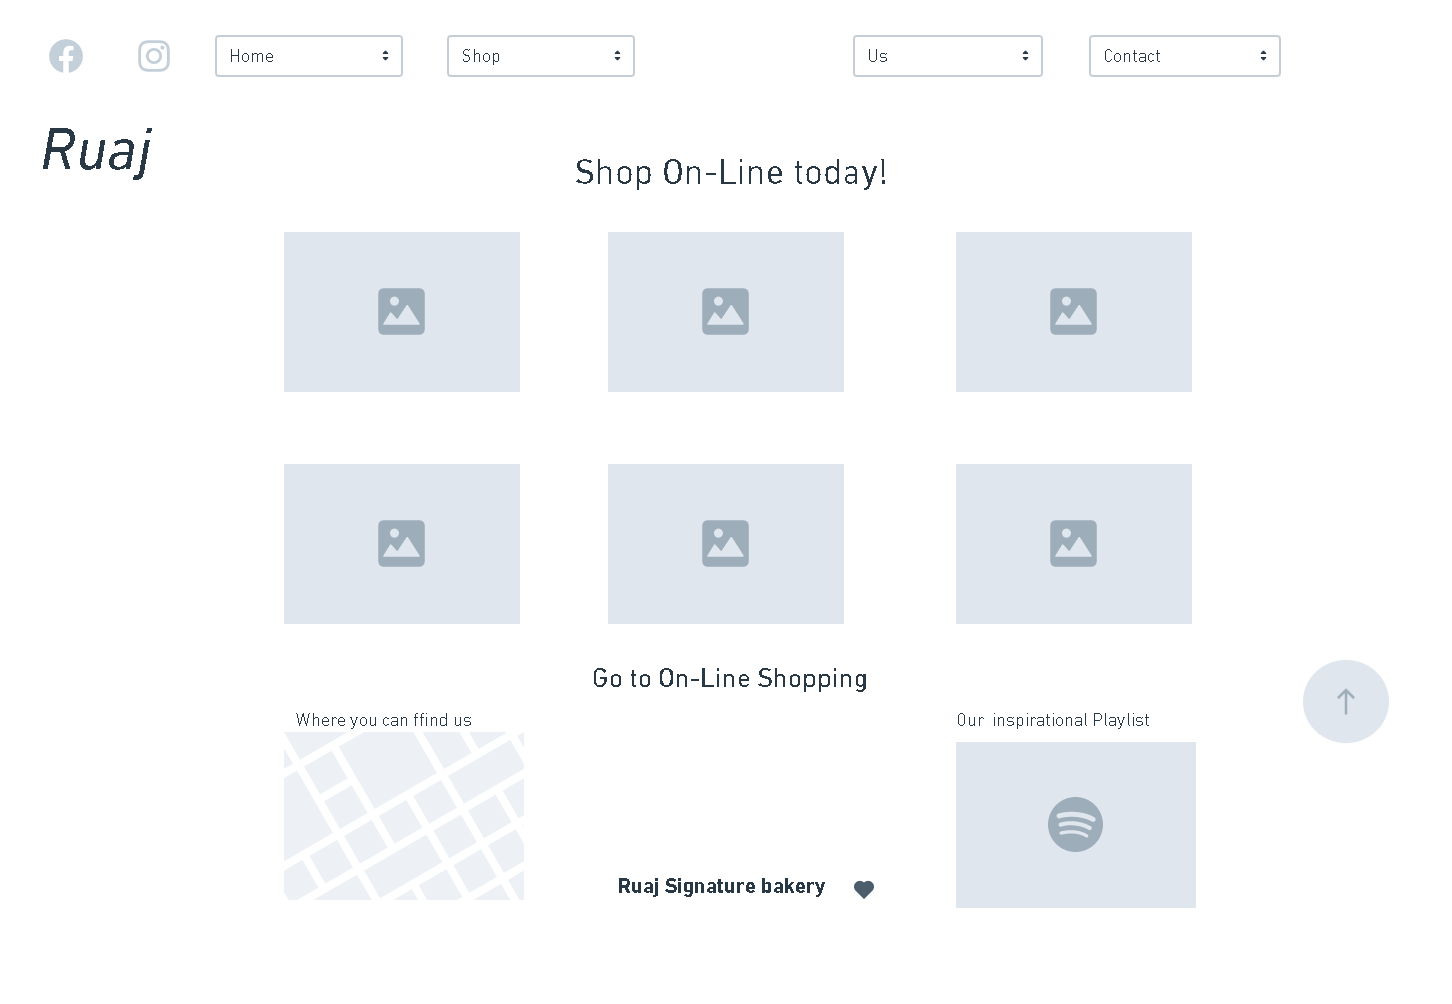 Home
Shop
Us
Contact
Ruaj
Shop On-Line today!
Go to On-Line Shopping
Where you can ffind us
Our  inspirational Playlist
Ruaj Signature bakery